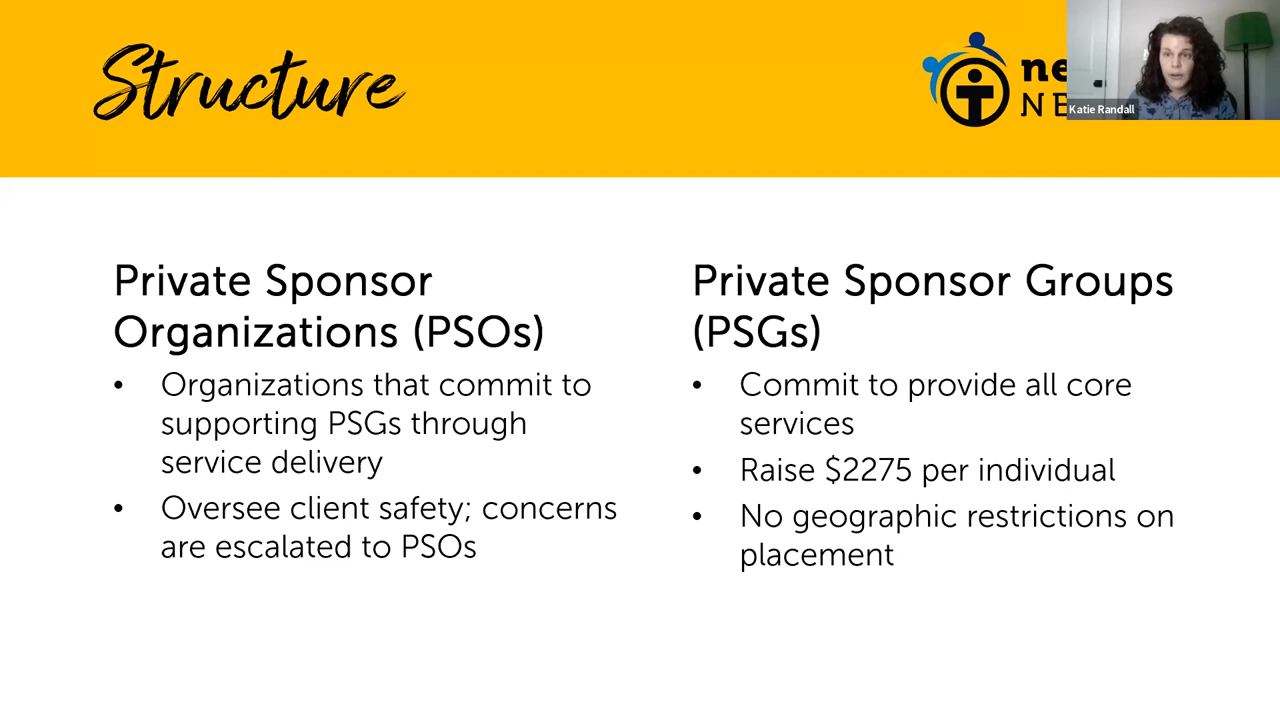 Structure
Katie Randall
Private Sponsor
Organizations (PSOs)
• Organizations that commit to
supporting PSGs through
service delivery
• Oversee client safety; concerns
are escalated to PSOs
Private Sponsor Groups
(PSGs)
• Commit to provide all core
services
• Raise $2275 per individual
• No geographic restrictions on
placement